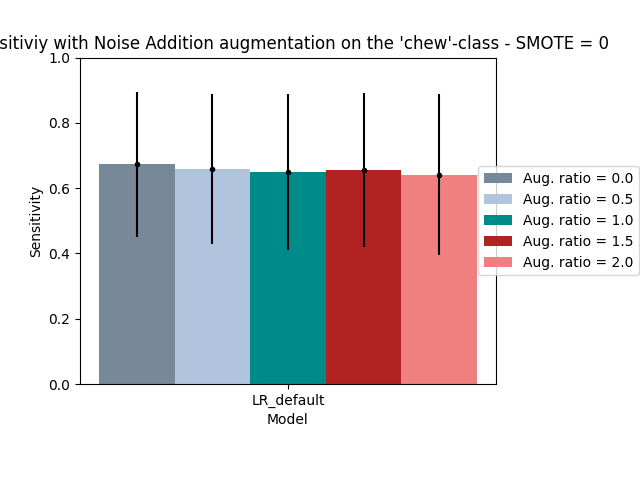 sitiviy with Noise Addition augmentation on the 'chew'-class - SMOTE = 0
1.0
0.8
0.6
0.4
0.2
0.0
Sensitivity
LR_default
Model
Aug. ratio = 0.0
Aug. ratio = 0.5
Aug. ratio = 1.0
Aug. ratio = 1.5
Aug. ratio = 2.0